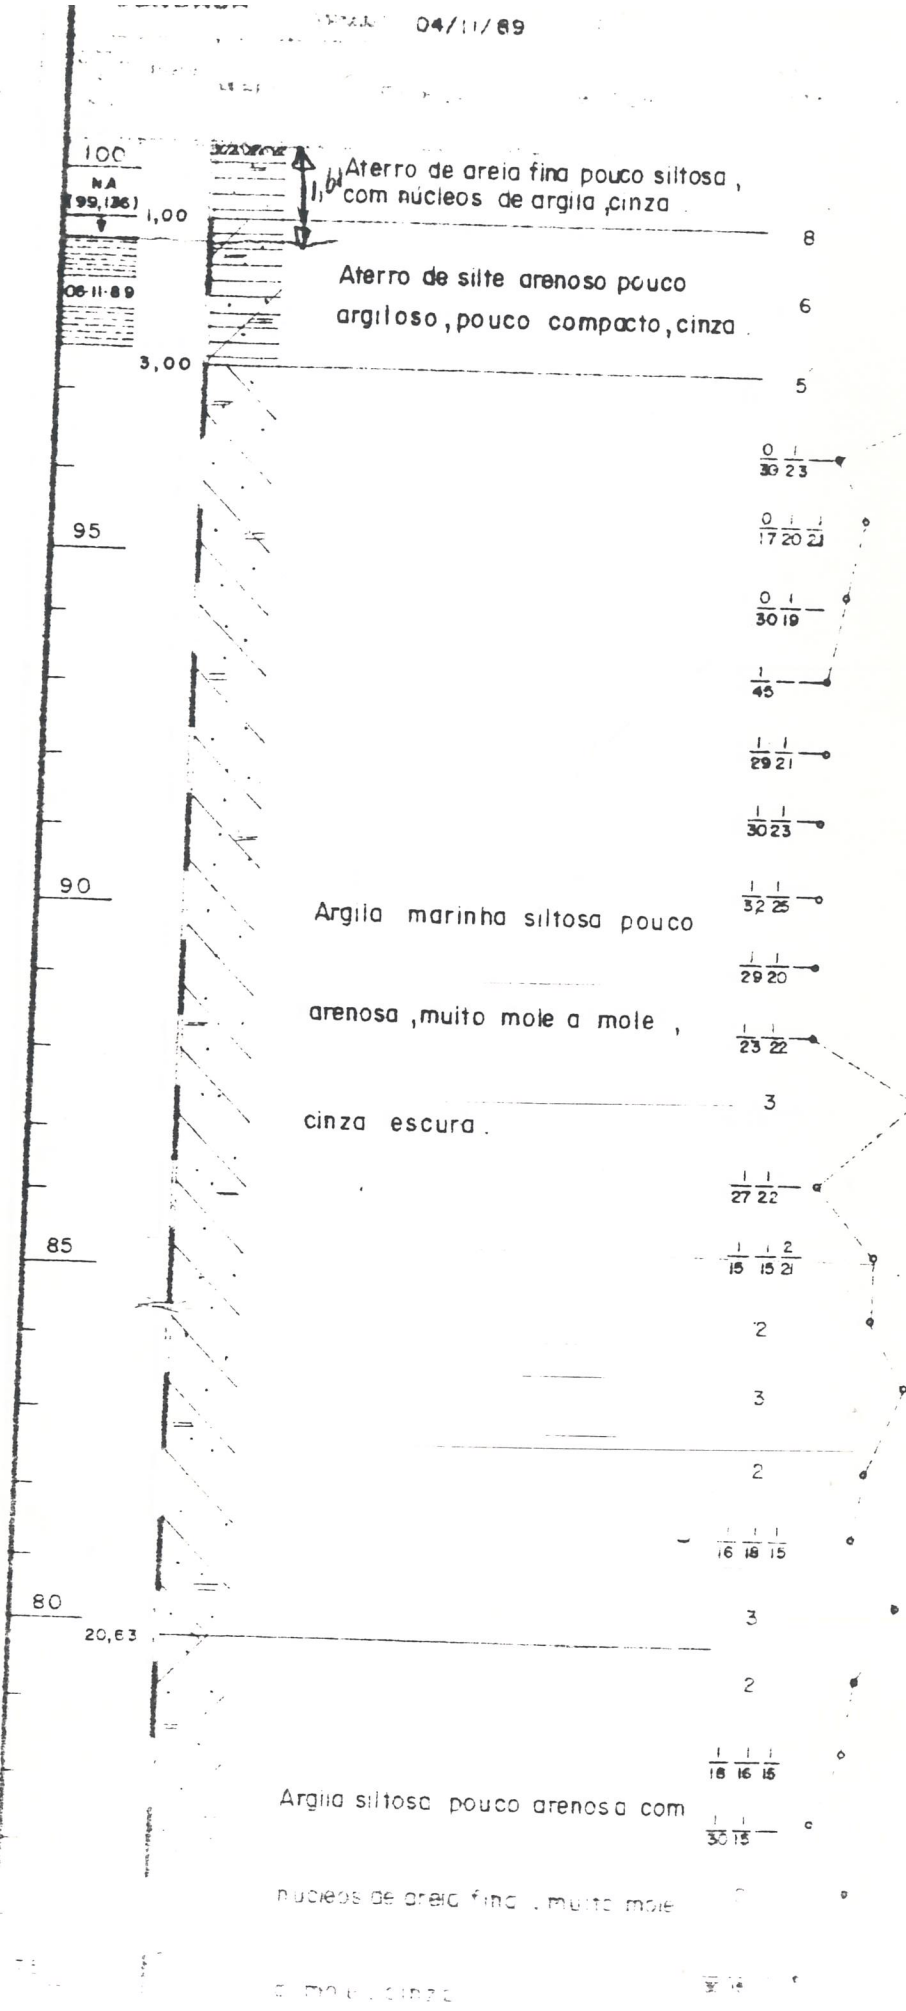 04/11/89
100
NA
(99,136)
1,00
Aterro de areia fina pouco siltosa,
com núcleos de argila, cinza
8
06-11-89
Aterro de silte arenoso pouco
argiloso, pouco compacto, cinza.
6
3,00
5
0/30 1/23
95
0/17 1/20 1/21
0/30 1/19
1/45
1/29 1/21
1/30 1/23
90
1/32 1/25
Argila marinha siltosa pouco
1/29 1/20
arenosa, muito mole a mole,
1/23 1/22
3
cinza escura.
1/27 1/22
85
1/15 1/15 2/21
2
3
2
1/16 1/18 1/15
80
3
20,63
2
1/18 1/16 1/15
Argila siltosa pouco arenosa com
1/30 1/15
núcleos de areia fina, muito mole
a mole, cinza